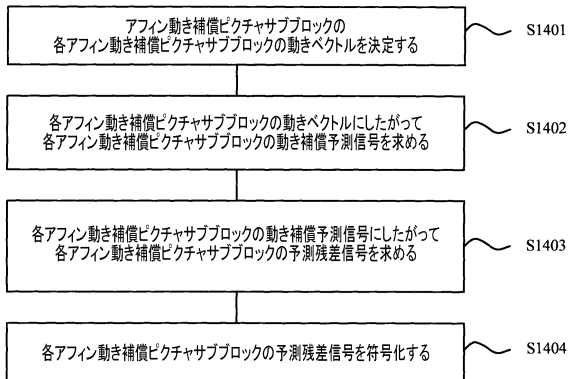 アフィン動き補償ピクチャサブブロックの
各アフィン動き補償ピクチャサブブロックの動きベクトルを決定する
S1401
各アフィン動き補償ピクチャサブブロックの動きベクトルにしたがって
各アフィン動き補償ピクチャサブブロックの動き補償予測信号を求める
S1402
各アフィン動き補償ピクチャサブブロックの動き補償予測信号にしたがって
各アフィン動き補償ピクチャサブブロックの予測残差信号を求める
S1403
各アフィン動き補償ピクチャサブブロックの予測残差信号を符号化する
S1404